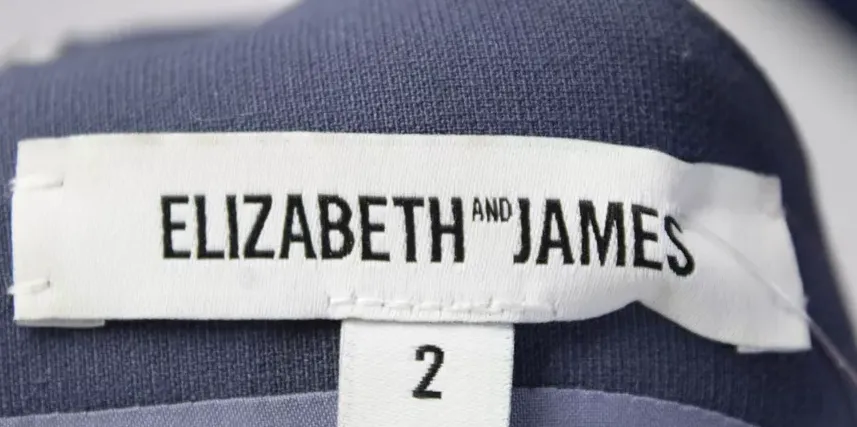 ELIZABETH AND JAMES
2